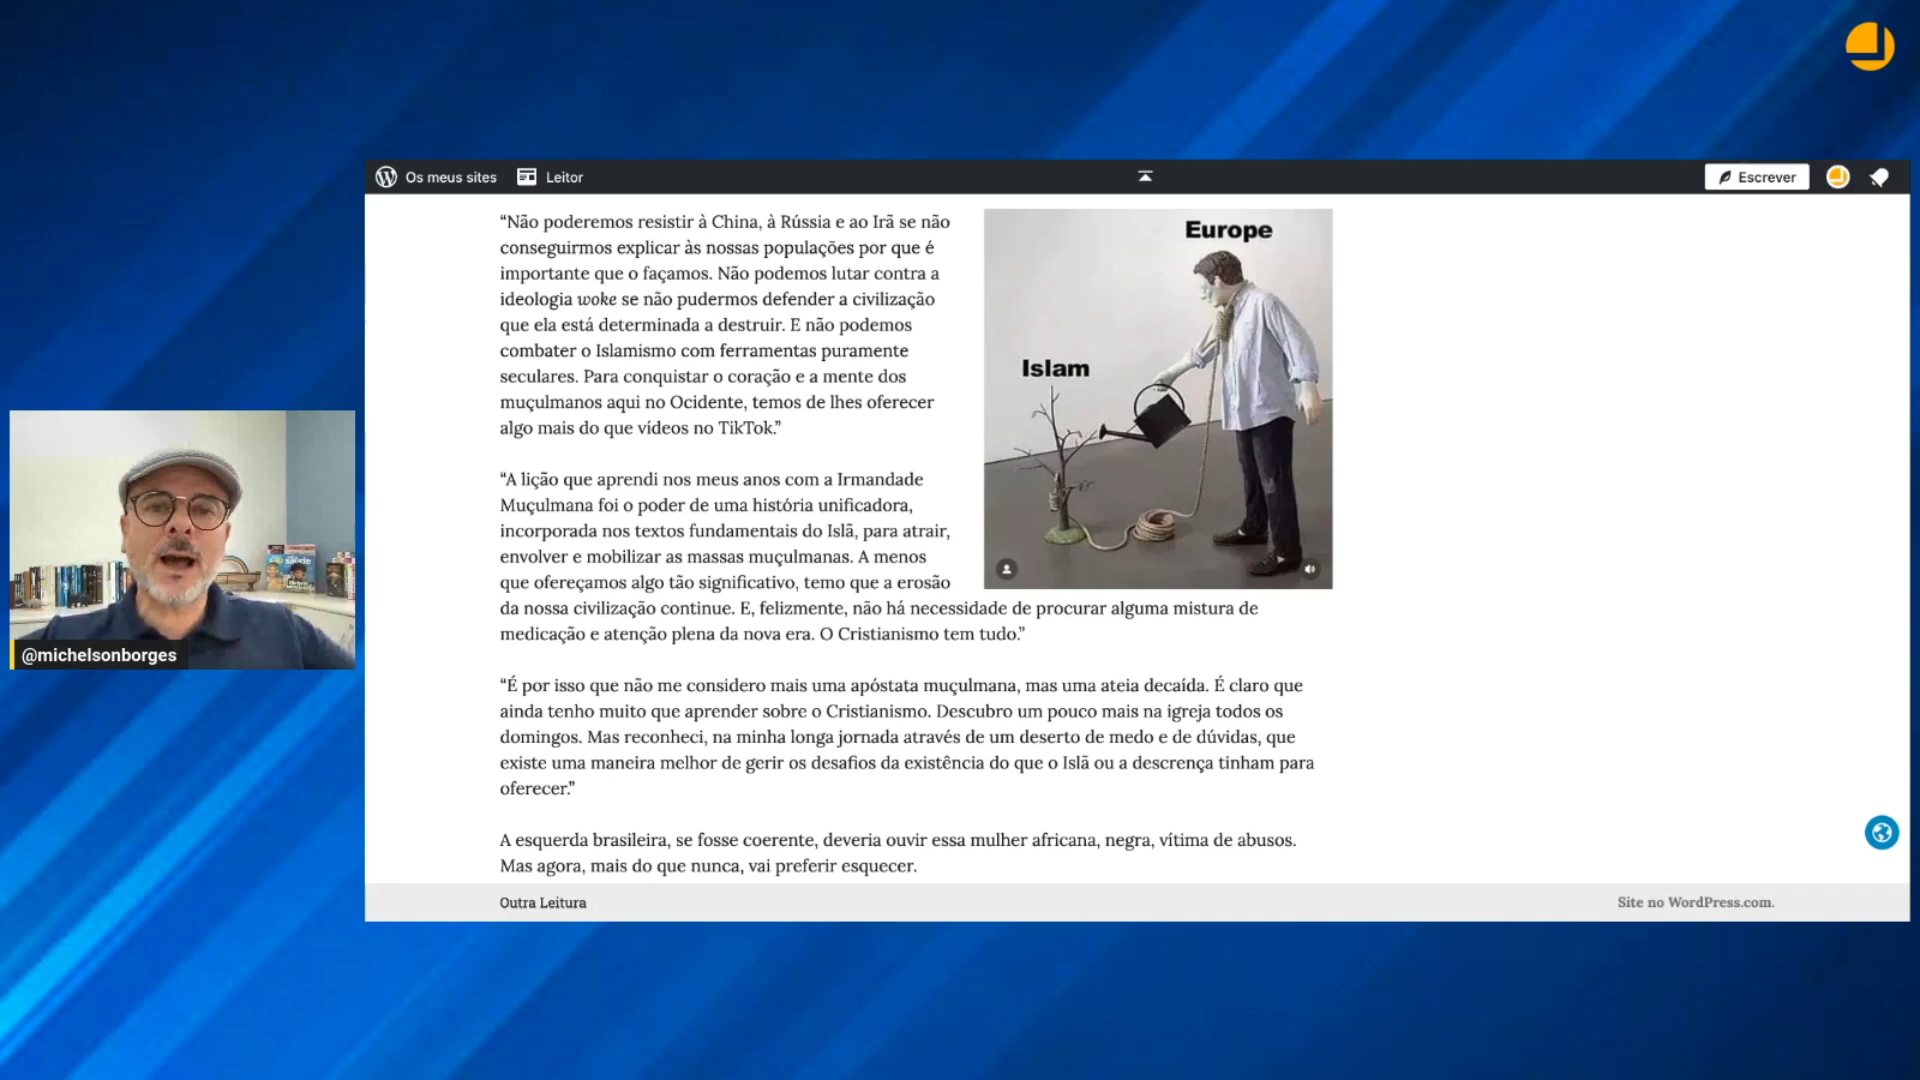 Os meus sites
Leitor
Escrever
“Não poderemos resistir à China, à Rússia e ao Irã se não
conseguirmos explicar às nossas populações por que é
importante que o façamos. Não podemos lutar contra a
ideologia woke se não pudermos defender a civilização
que ela está determinada a destruir. E não podemos
combater o Islamismo com ferramentas puramente
seculares. Para conquistar o coração e a mente dos
muçulmanos aqui no Ocidente, temos de lhes oferecer
algo mais do que vídeos no TikTok.”
Europe
Islam
“A lição que aprendi nos meus anos com a Irmandade
Muçulmana foi o poder de uma história unificadora,
incorporada nos textos fundamentais do Islã, para atrair,
envolver e mobilizar as massas muçulmanas. A menos
que ofereçamos algo tão significativo, temo que a erosão
da nossa civilização continue. E, felizmente, não há necessidade de procurar alguma mistura de
medicação e atenção plena da nova era. O Cristianismo tem tudo.”
“É por isso que não me considero mais uma apóstata muçulmana, mas uma ateia decaída. É claro que
ainda tenho muito que aprender sobre o Cristianismo. Descubro um pouco mais na igreja todos os
domingos. Mas reconheci, na minha longa jornada através de um deserto de medo e de dúvidas, que
existe uma maneira melhor de gerir os desafios da existência do que o Islã ou a descrença tinham para
oferecer.”
A esquerda brasileira, se fosse coerente, deveria ouvir essa mulher africana, negra, vítima de abusos.
Mas agora, mais do que nunca, vai preferir esquecer.
Outra Leitura
Site no WordPress.com.
@michelsonborges
saúde